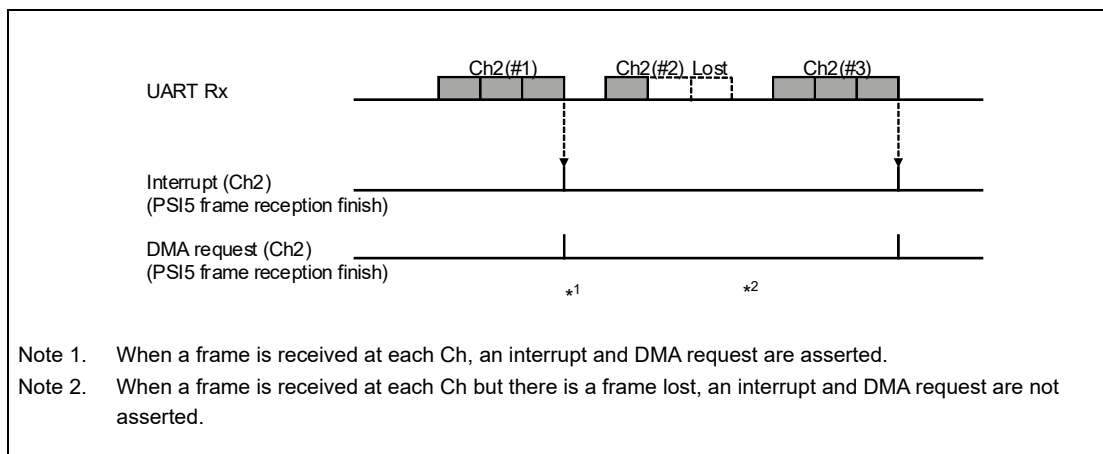 Ch2(#1) Ch2(#2) Lost Ch2(#3)
UART Rx
Interrupt (Ch2)
(PSI5 frame reception finish)
DMA request (Ch2)
(PSI5 frame reception finish)
*1 *2
Note 1. When a frame is received at each Ch, an interrupt and DMA request are asserted.
Note 2. When a frame is received at each Ch but there is a frame lost, an interrupt and DMA request are not
asserted.